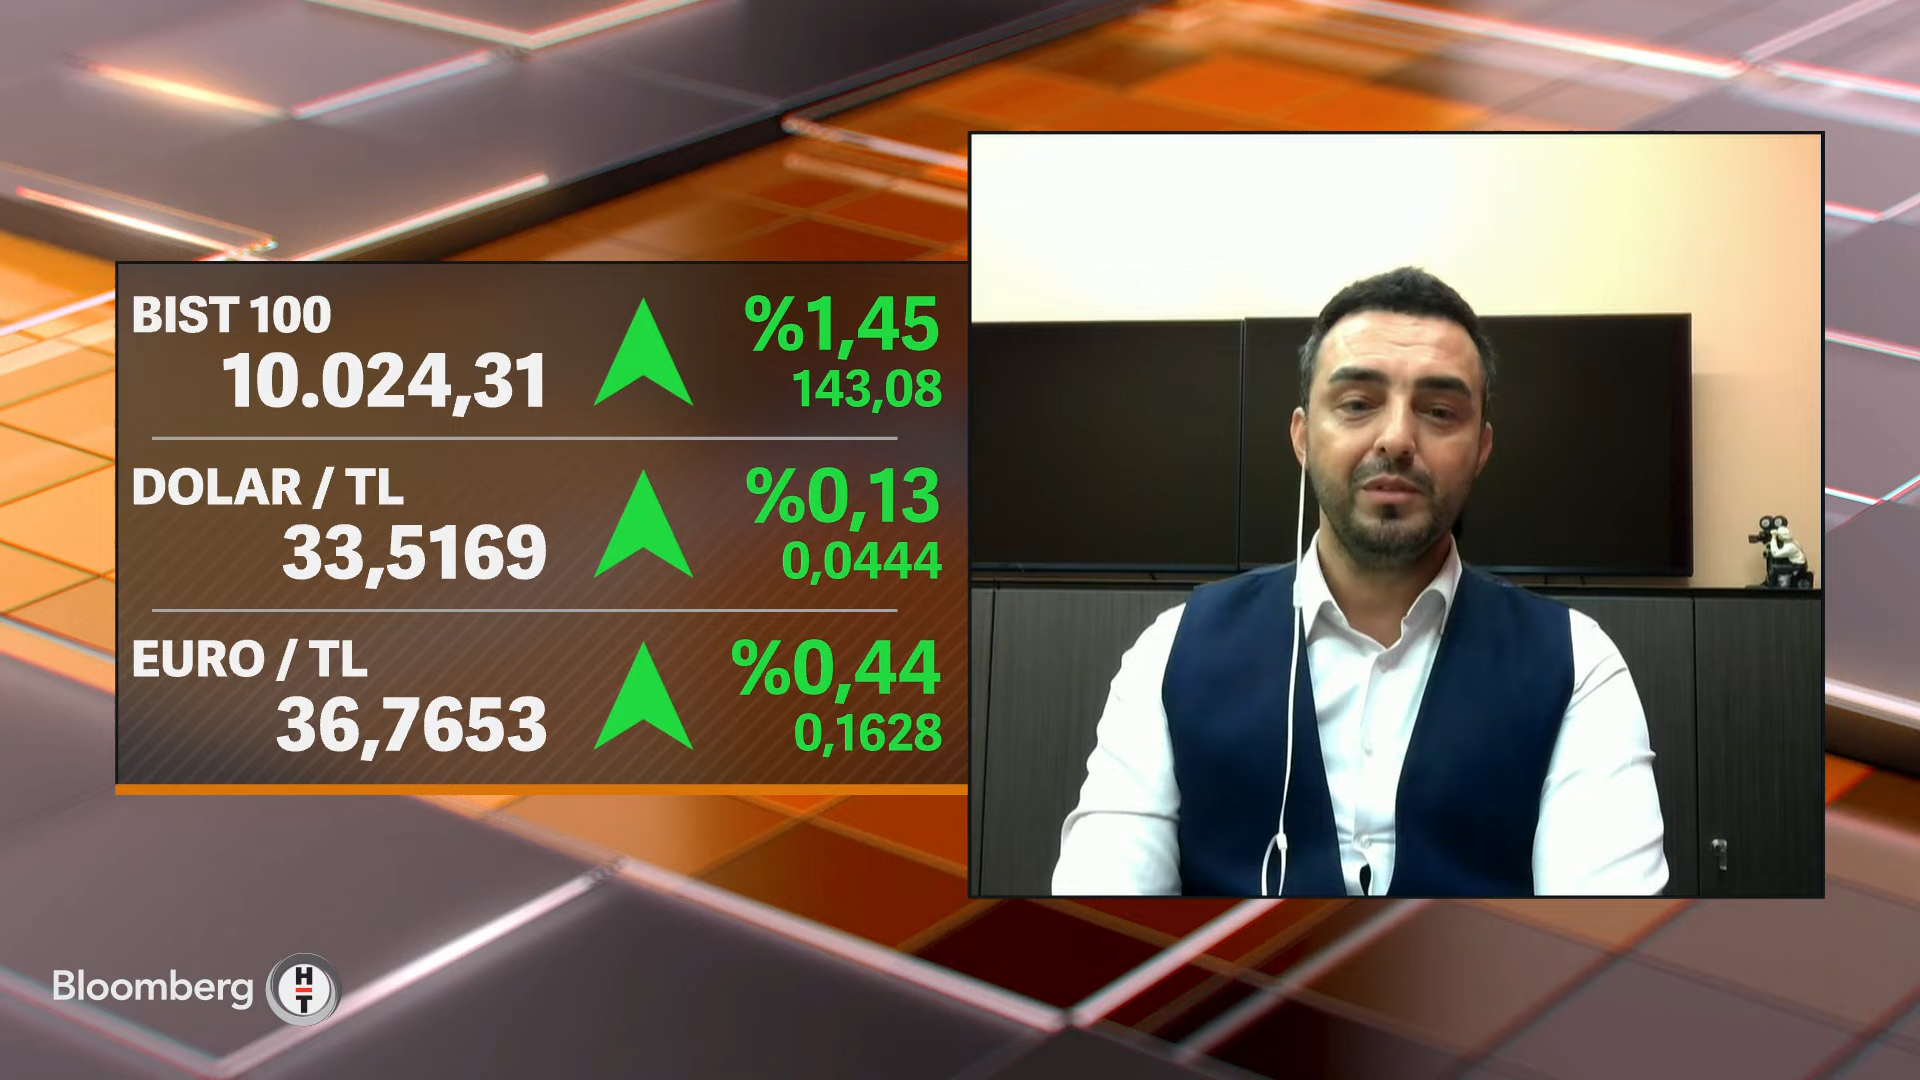 BIST 100
10.024,31
%1,45
143,08
DOLAR / TL
33,5169
%0,13
0,0444
EURO / TL
36,7653
%0,44
0,1628
Bloomberg HT